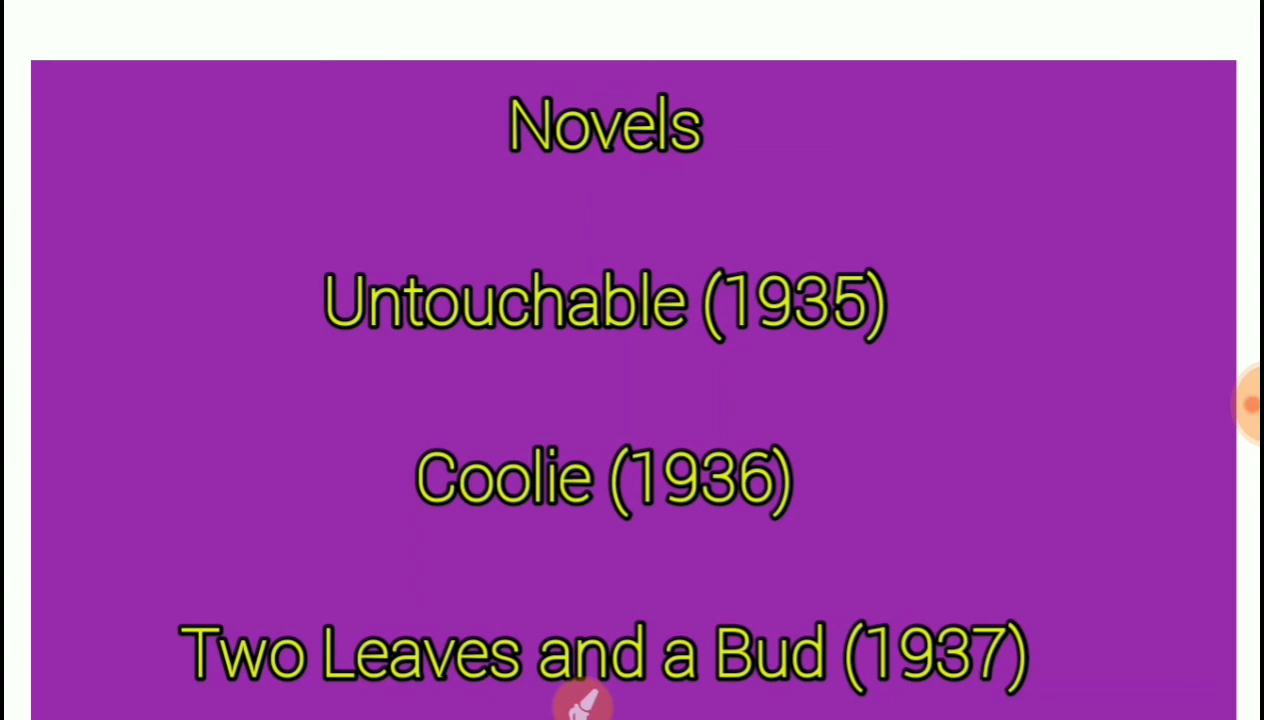 Novels
Untouchable (1935)
Coolie (1936)
Two Leaves and a Bud (1937)